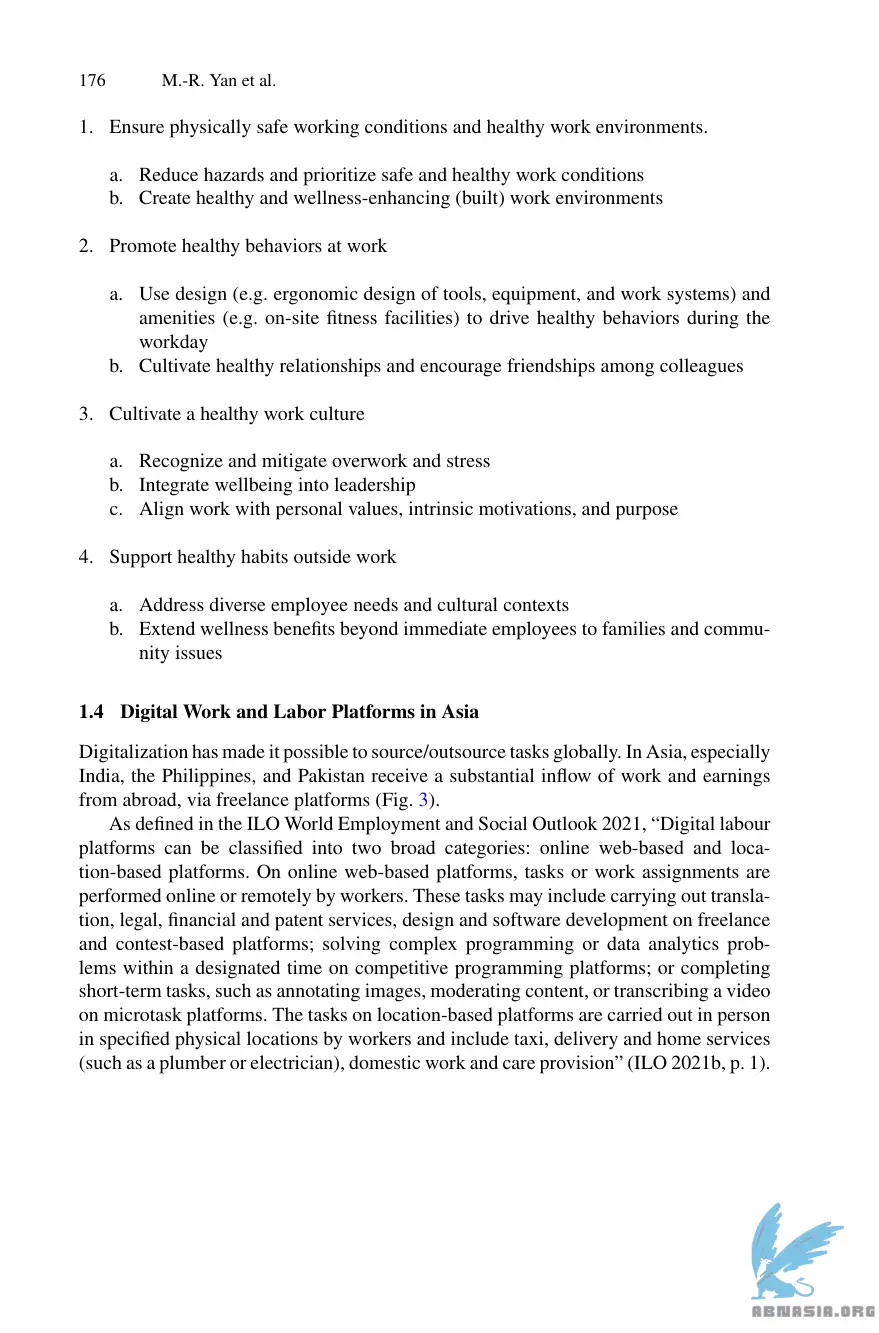 176 M.-R. Yan et al.
1. Ensure physically safe working conditions and healthy work environments.
a. Reduce hazards and prioritize safe and healthy work conditions
b. Create healthy and wellness-enhancing (built) work environments
2. Promote healthy behaviors at work
a. Use design (e.g. ergonomic design of tools, equipment, and work systems) and
amenities (e.g. on-site fitness facilities) to drive healthy behaviors during the
workday
b. Cultivate healthy relationships and encourage friendships among colleagues
3. Cultivate a healthy work culture
a. Recognize and mitigate overwork and stress
b. Integrate wellbeing into leadership
c. Align work with personal values, intrinsic motivations, and purpose
4. Support healthy habits outside work
a. Address diverse employee needs and cultural contexts
b. Extend wellness benefits beyond immediate employees to families and commu-
nity issues
1.4 Digital Work and Labor Platforms in Asia
Digitalization has made it possible to source/outsource tasks globally. In Asia, especially
India, the Philippines, and Pakistan receive a substantial inflow of work and earnings
from abroad, via freelance platforms (Fig. 3).
As defined in the ILO World Employment and Social Outlook 2021, “Digital labour
platforms can be classified into two broad categories: online web-based and loca-
tion-based platforms. On online web-based platforms, tasks or work assignments are
performed online or remotely by workers. These tasks may include carrying out transla-
tion, legal, financial and patent services, design and software development on freelance
and contest-based platforms; solving complex programming or data analytics prob-
lems within a designated time on competitive programming platforms; or completing
short-term tasks, such as annotating images, moderating content, or transcribing a video
on microtask platforms. The tasks on location-based platforms are carried out in person
in specified physical locations by workers and include taxi, delivery and home services
(such as a plumber or electrician), domestic work and care provision” (ILO 2021b, p. 1).
ABNASIA.ORG